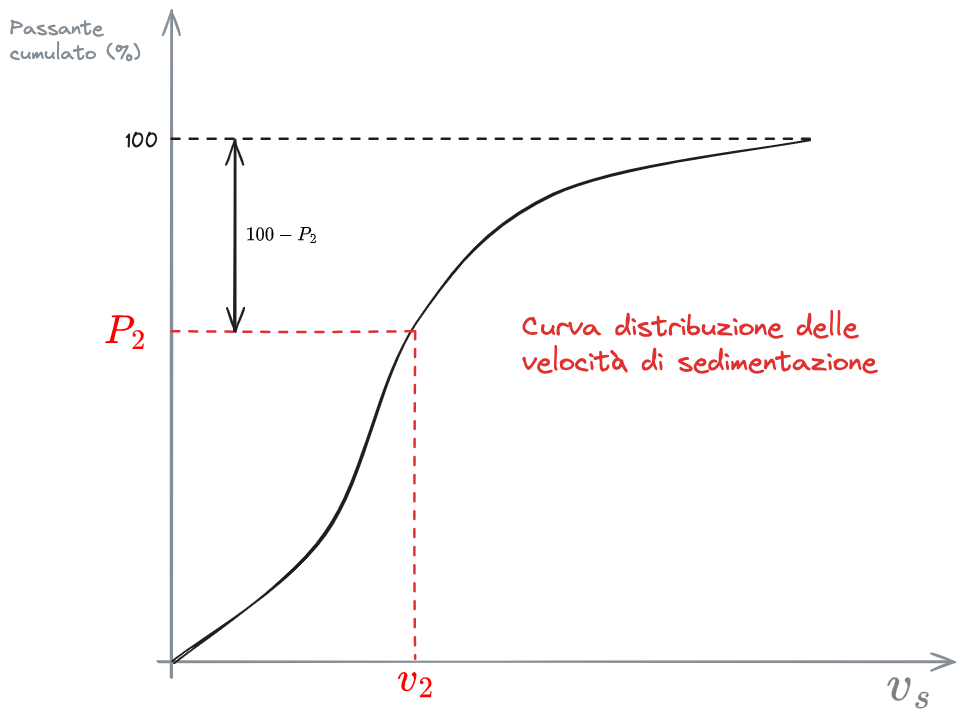 Passante
cumulato (%)
100
100 − P₂
P₂
Curva distribuzione delle
velocità di sedimentazione
v₂
vₛ